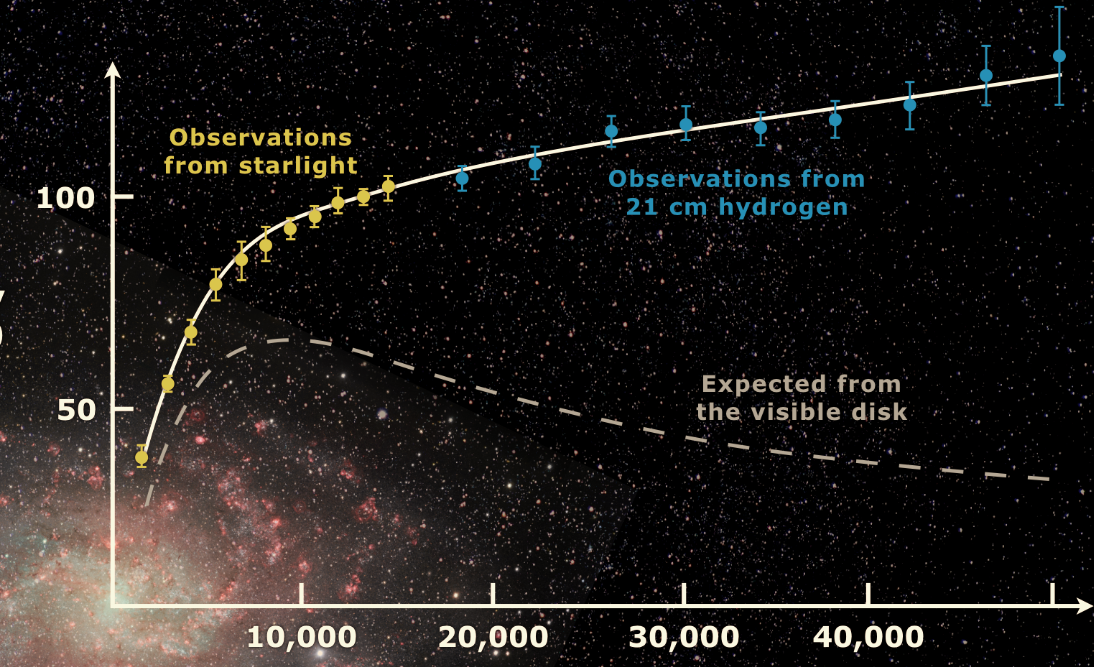 Observations
from starlight
100
Observations from
21 cm hydrogen
Expected from
the visible disk
50
10,000
20,000
30,000
40,000